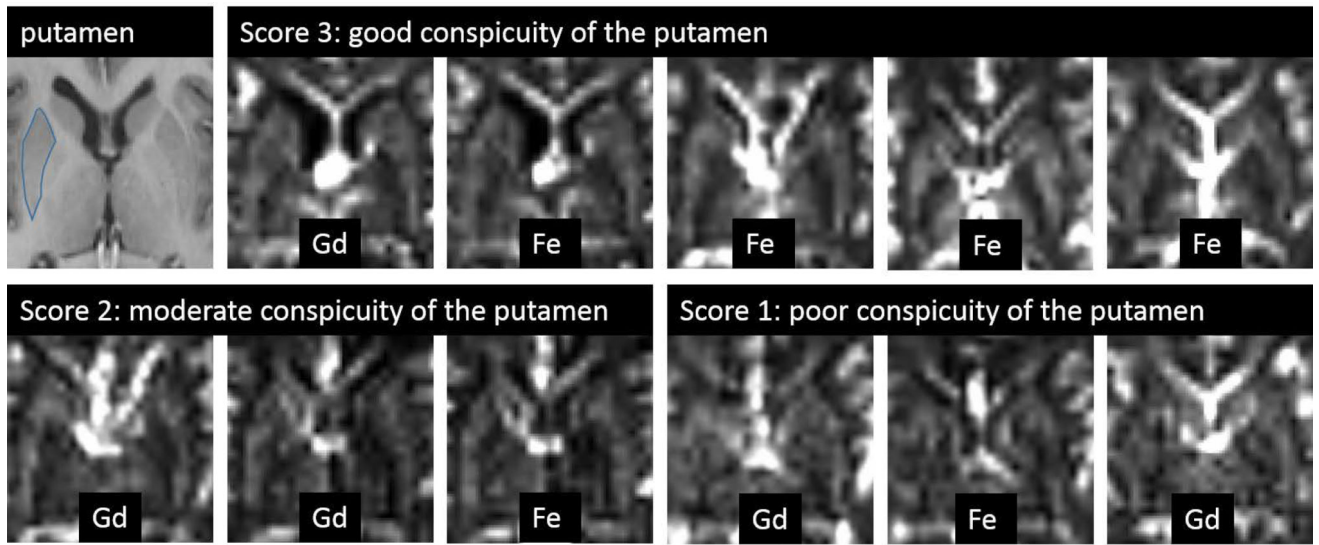 putamen
Score 3: good conspicuity of the putamen
Gd
Fe
Fe
Fe
Fe
Score 2: moderate conspicuity of the putamen
Score 1: poor conspicuity of the putamen
Gd
Gd
Fe
Gd
Fe
Gd